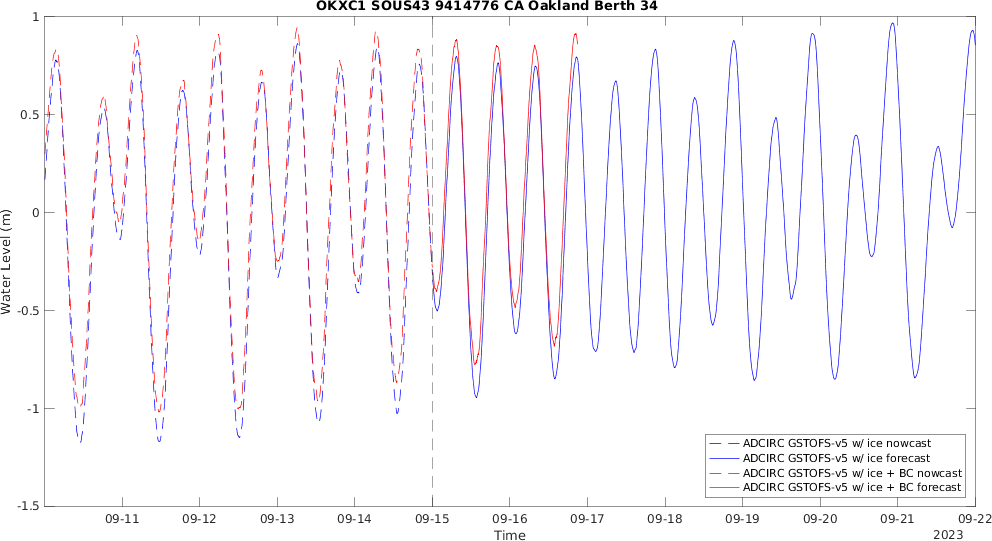 OKXC1 SOUS43 9414776 CA Oakland Berth 34
1
0.5
0
-0.5
-1
-1.5
Water Level (m)
09-11 09-12 09-13 09-14 09-15 09-16 09-17 09-18 09-19 09-20 09-21 09-22
Time
2023
ADCIRC GSTOFS-v5 w/ ice nowcast
ADCIRC GSTOFS-v5 w/ ice forecast
ADCIRC GSTOFS-v5 w/ ice + BC nowcast
ADCIRC GSTOFS-v5 w/ ice + BC forecast